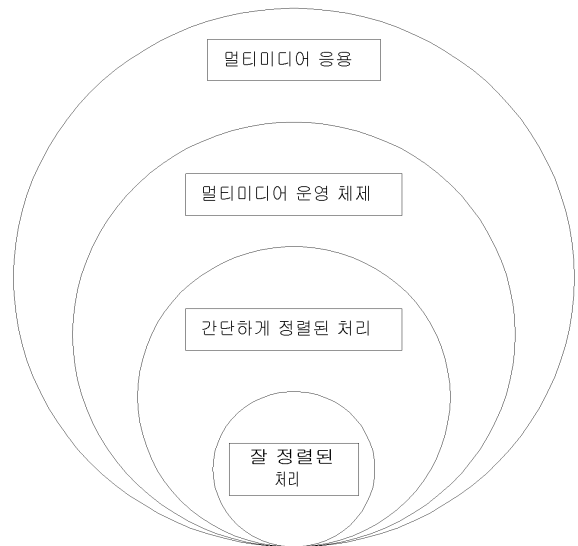 멀티미디어 응용
멀티미디어 운영 체제
간단하게 정렬된 처리
잘 정렬된
처리